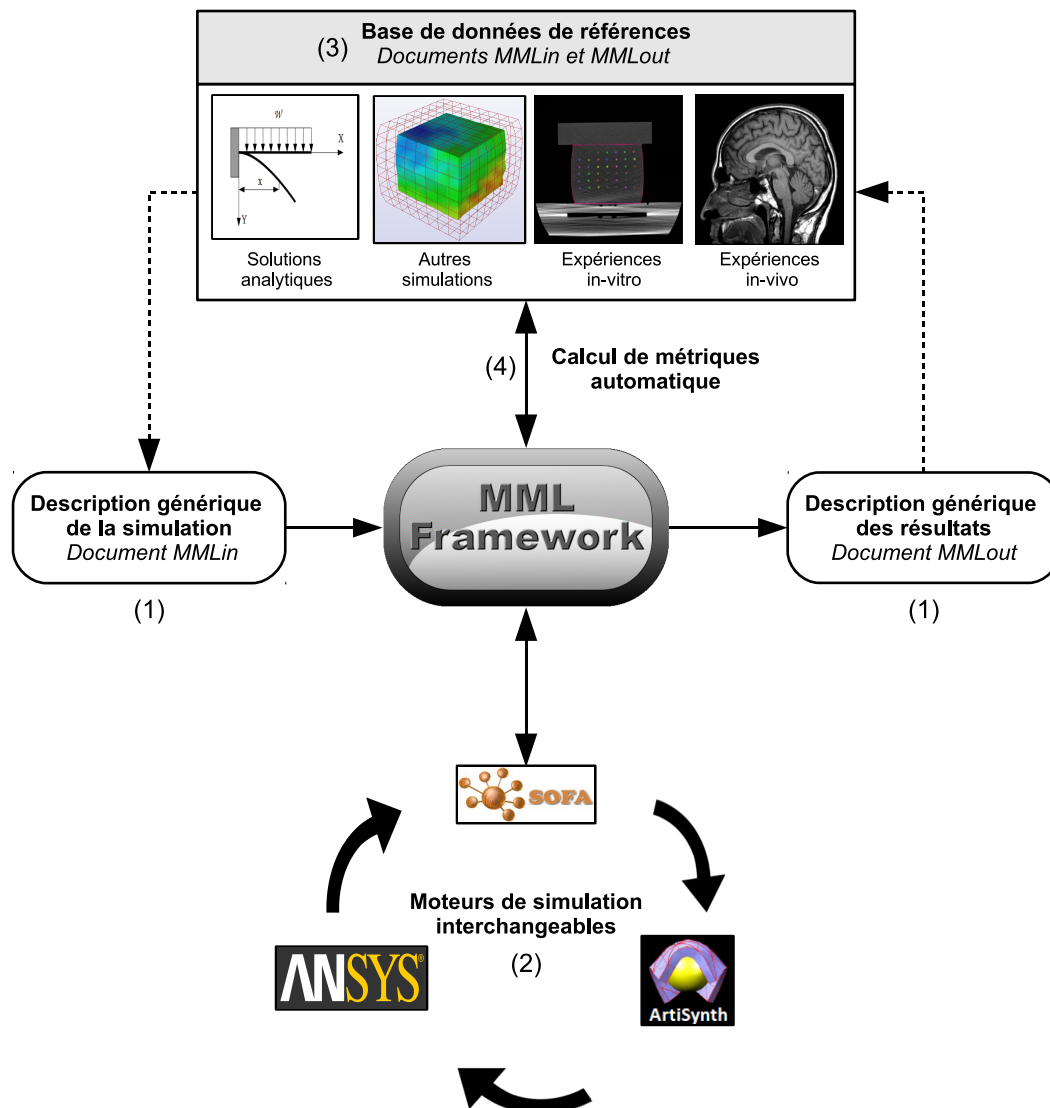 Base de données de références
(3)
Documents MMLin et MMLout
W
X
x
Y
Solutions
analytiques
Autres
simulations
Expériences
in-vitro
Expériences
in-vivo
(4)
Calcul de métriques
automatique
Description générique
de la simulation
Document MMLin
(1)
MML
Framework
Description générique
des résultats
Document MMLout
(1)
SOFA
Moteurs de simulation
interchangeables
(2)
ANSYS®
ArtiSynth